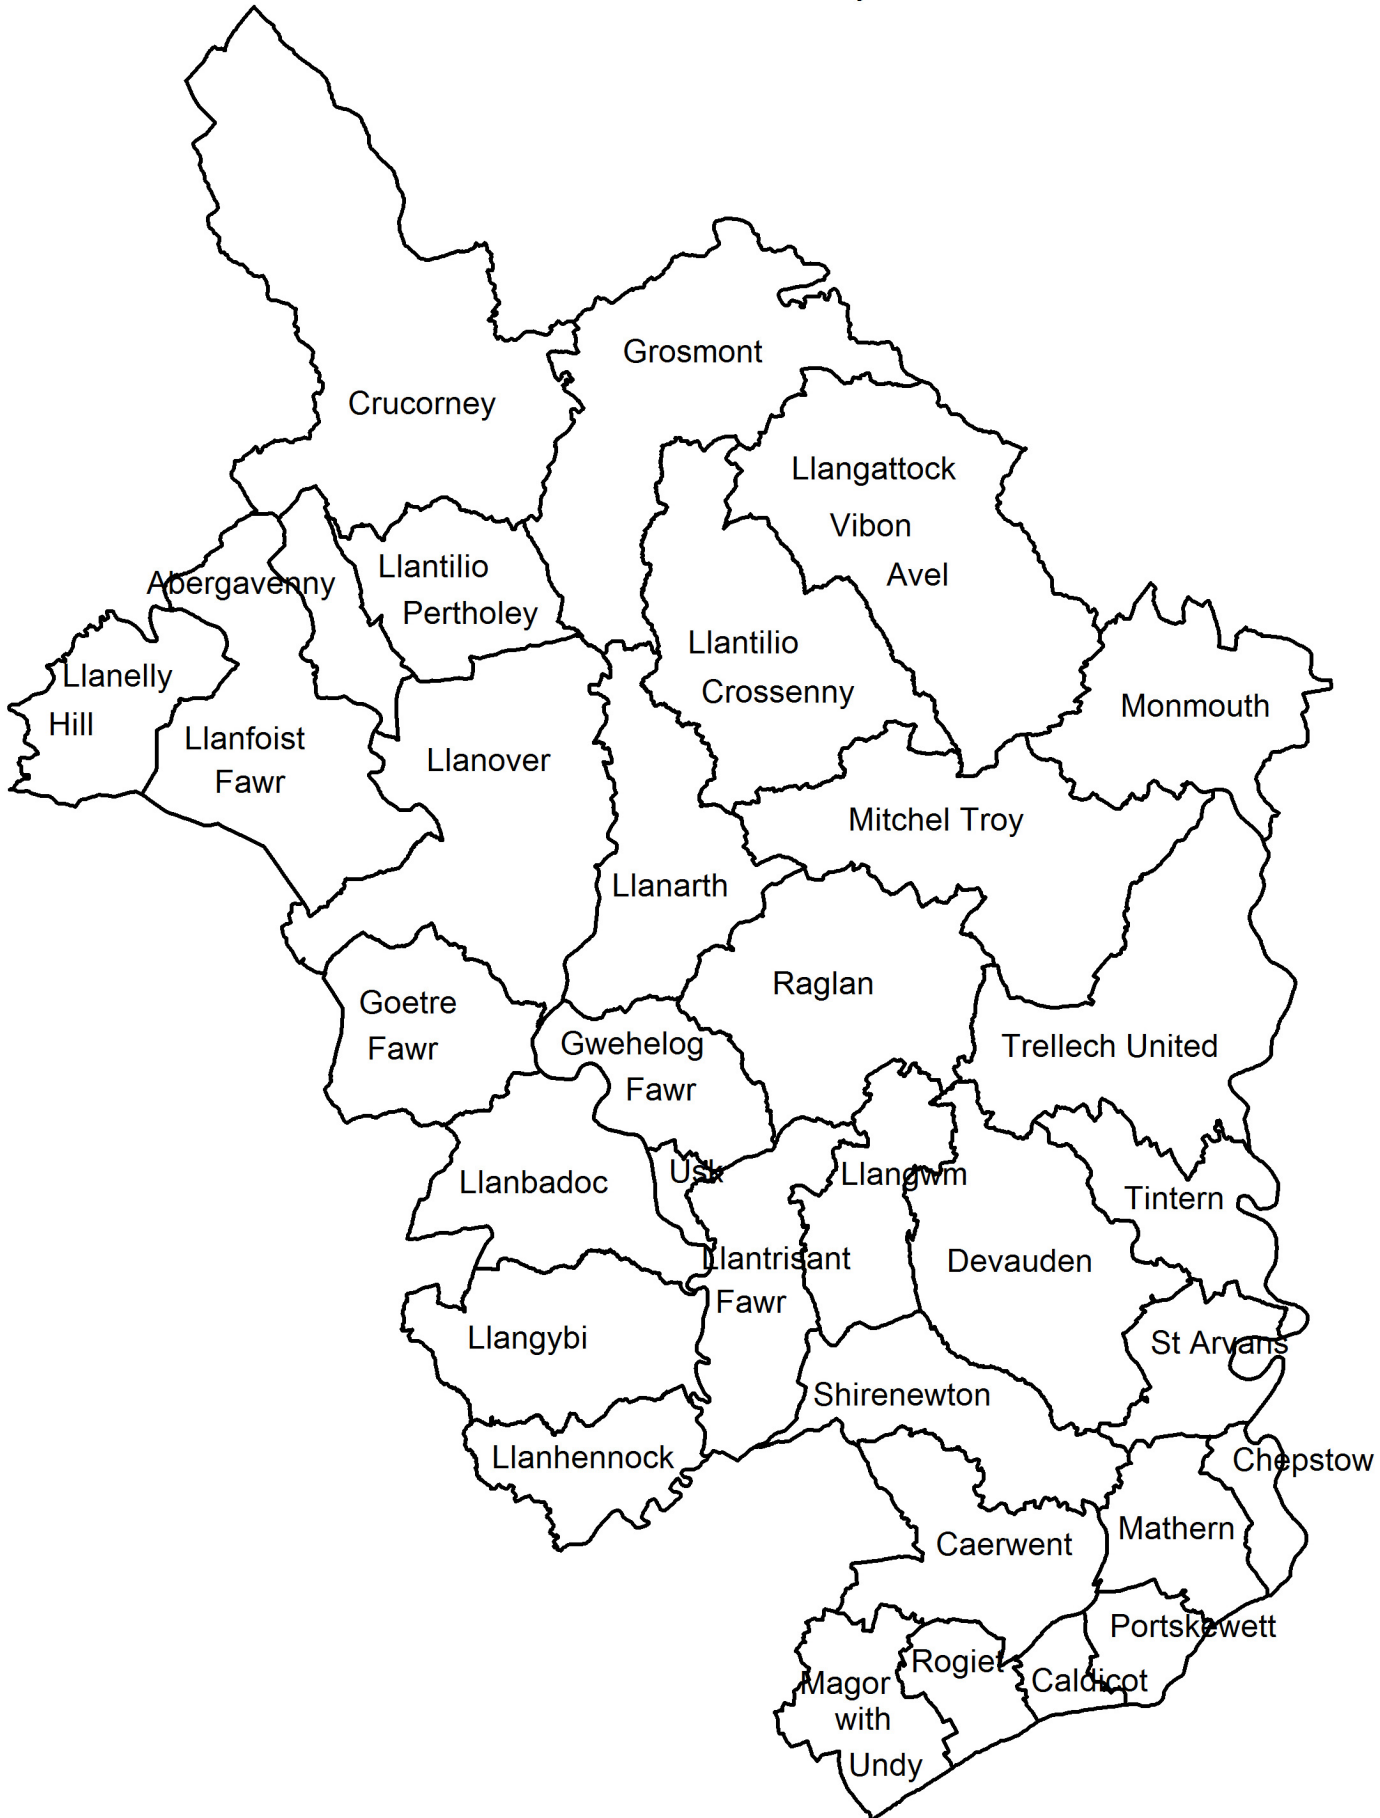 Grosmont
Crucorney
Llangattock
Vibon
Avel
Abergavenny
Llantilio
Pertholey
Llantilio
Crossenny
Llanelly
Hill
Llanfoist
Fawr
Llanover
Monmouth
Mitchel Troy
Llanarth
Raglan
Goetre
Fawr
Gwehelog
Fawr
Trellech United
Usk
Llanbadoc
Llangwm
Tintern
Llantrisant
Fawr
Devauden
Llangybi
St Arvans
Shirenewton
Llanhennock
Chepstow
Mathern
Caerwent
Portskewett
Rogiet
Caldicot
Magor
with
Undy